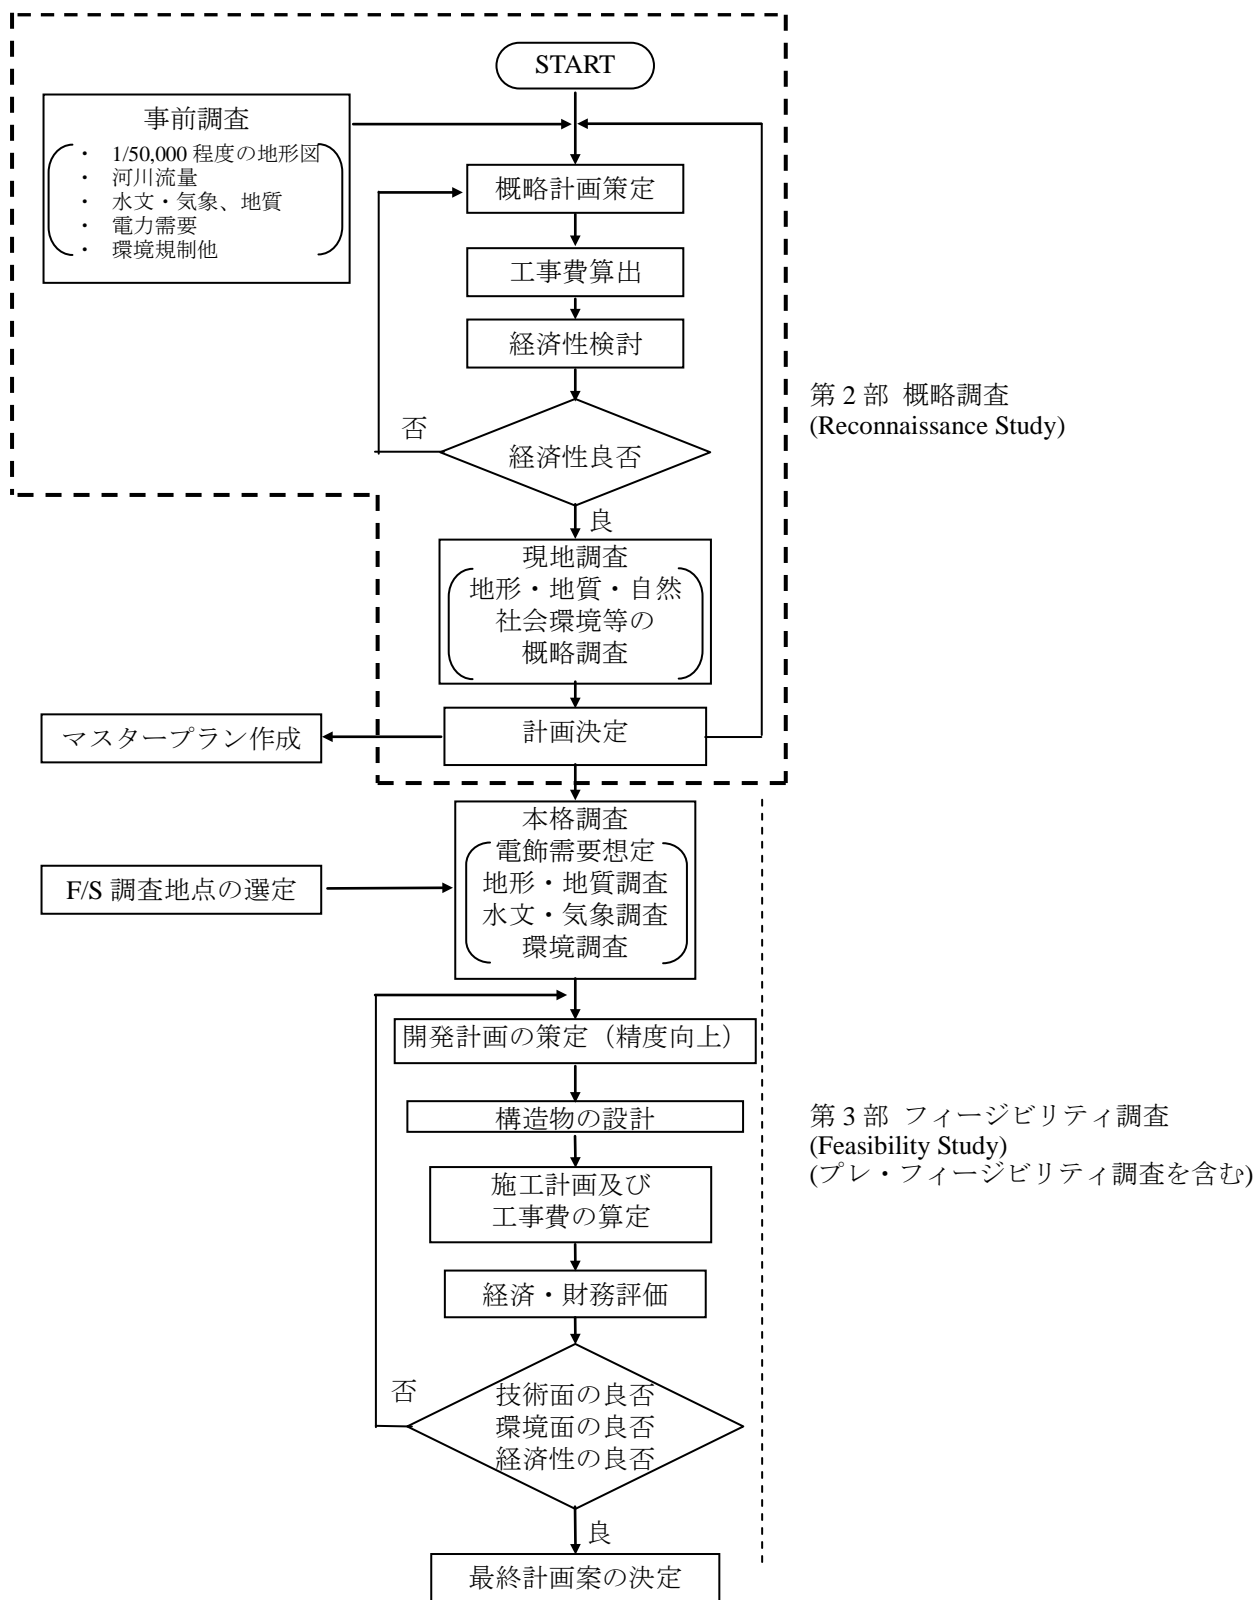 START
事前調査
・ 1/50,000 程度の地形図
・ 河川流量
・ 水文・気象、地質
・ 電力需要
・ 環境規制他
概略計画策定
工事費算出
経済性検討
経済性良否
否
良
現地調査
地形・地質・自然
社会環境等の
概略調査
計画決定
マスタープラン作成
第 2 部 概略調査
(Reconnaissance Study)
本格調査
電飾需要想定
地形・地質調査
水文・気象調査
環境調査
F/S 調査地点の選定
開発計画の策定（精度向上）
構造物の設計
施工計画及び
工事費の算定
経済・財務評価
否
技術面の良否
環境面の良否
経済性の良否
良
最終計画案の決定
第 3 部 フィージビリティ調査
(Feasibility Study)
(プレ・フィージビリティ調査を含む)